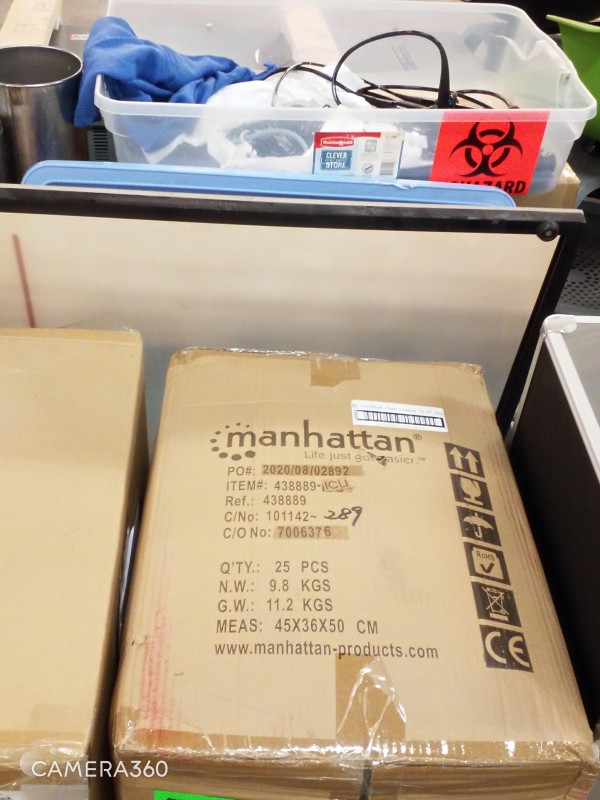 Rubbermaid
CLEVER
STORE
manhattan®
Life just got easier.™
PO#: 2020/08/02892
ITEM#: 438889-ICU
Ref.: 438889
C/No: 101142~ 289
C/O No: 7006376
RoHS
Q'TY.: 25 PCS
N.W.: 9.8 KGS
G.W.: 11.2 KGS
MEAS: 45X36X50 CM
www.manhattan-products.com
CE
CAMERA360